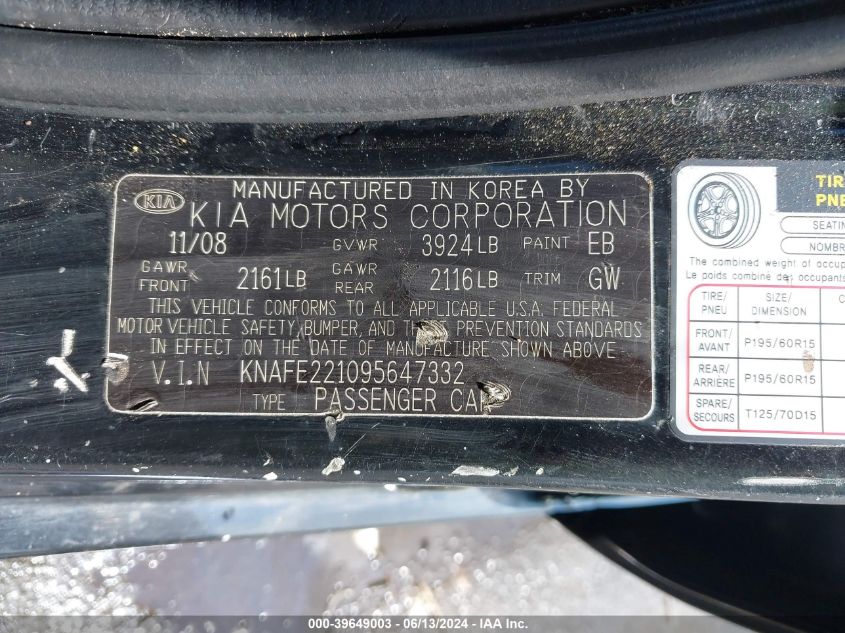 MANUFACTURED IN KOREA BY
KIA KIA MOTORS CORPORATION
11/08 GVWR 3924LB PAINT EB
GAWR FRONT 2161LB GAWR REAR 2116LB TRIM GW
THIS VEHICLE CONFORMS TO ALL APPLICABLE U.S.A. FEDERAL
MOTOR VEHICLE SAFETY, BUMPER, AND PREVENTION STANDARDS
IN EFFECT ON THE DATE OF MANUFACTURE SHOWN ABOVE
V.I.N KNAFE221095647332
TYPE PASSENGER CAR
TIR
PNE
SEATIN
NOMBR
The combined weight of occup
Le poids combiné des occupants
TIRE/ PNEU SIZE/ DIMENSION C
FRONT/ AVANT P195/60R15
REAR/ ARRIÈRE P195/60R15
SPARE/ SECOURS T125/70D15
000-39649003 - 06/13/2024 - IAA Inc.